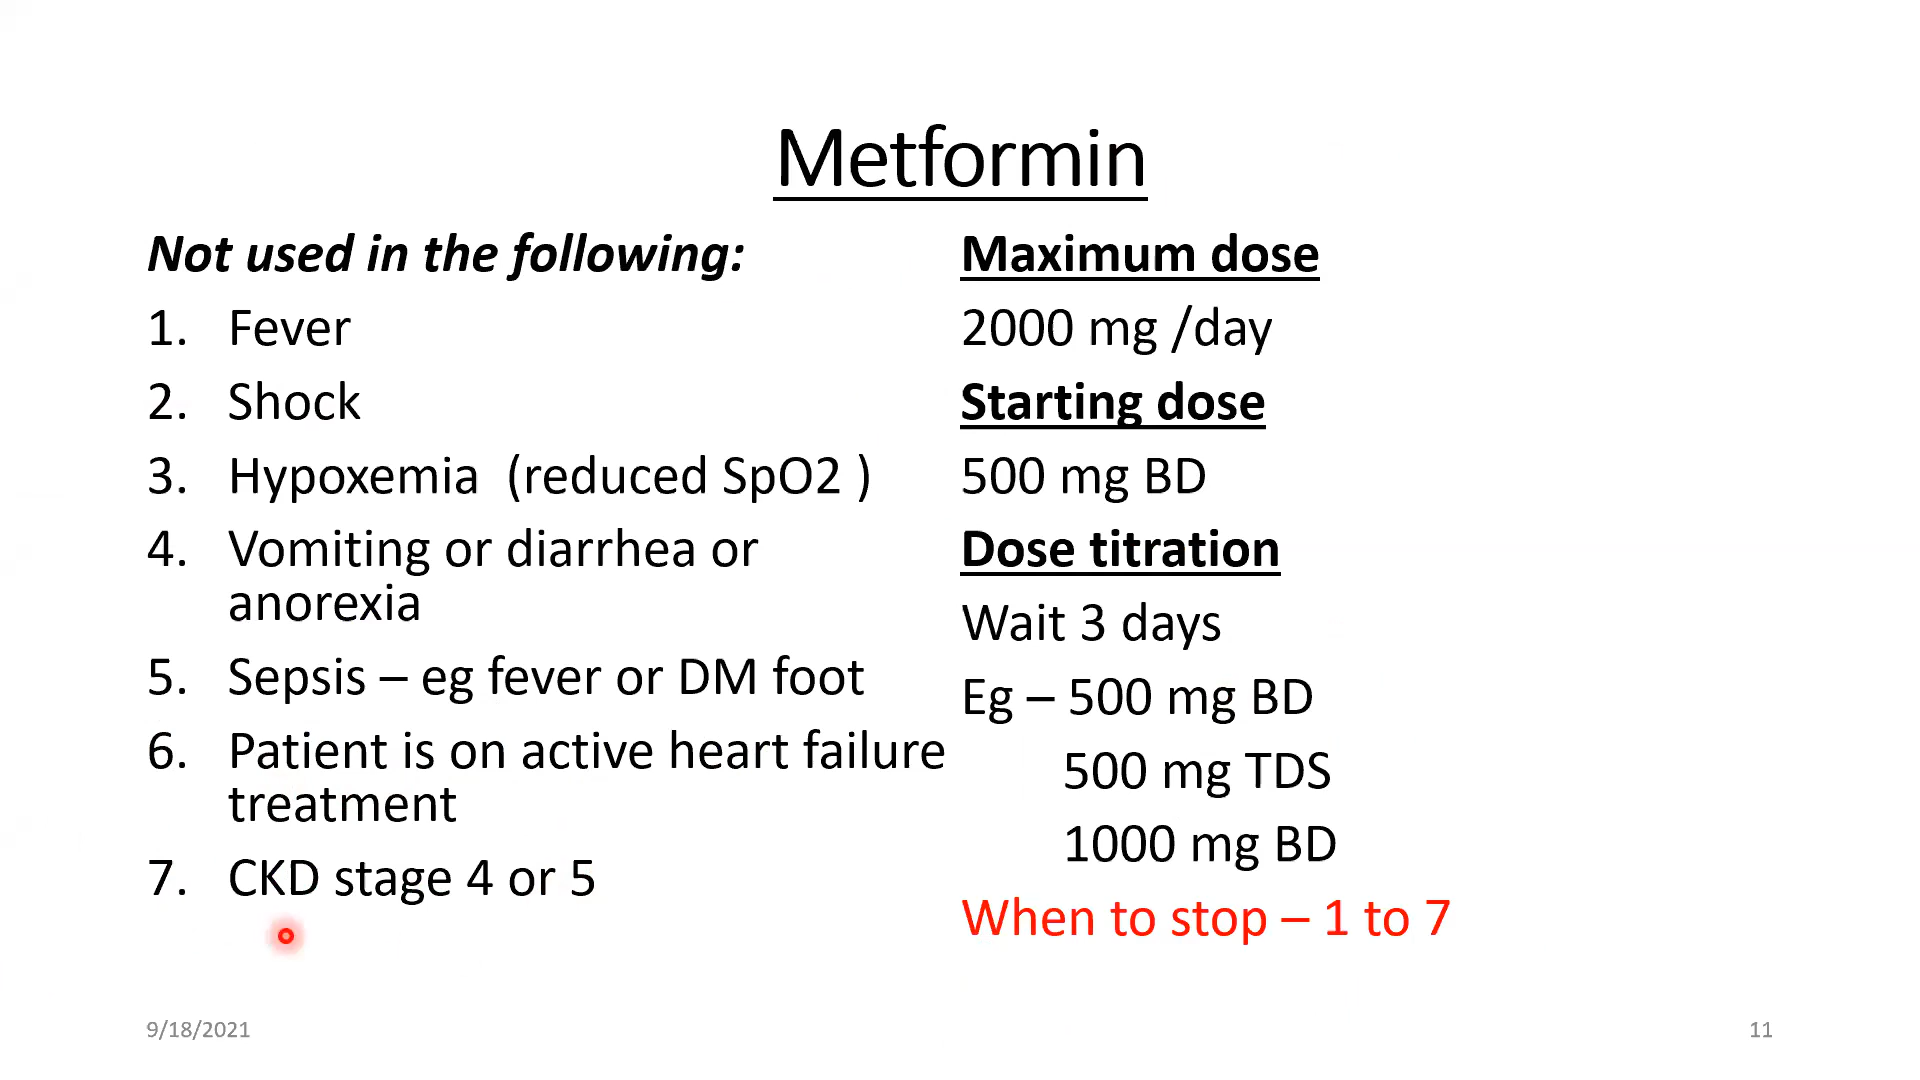 Metformin
Not used in the following:
1. Fever
2. Shock
3. Hypoxemia (reduced SpO2 )
4. Vomiting or diarrhea or
anorexia
5. Sepsis – eg fever or DM foot
6. Patient is on active heart failure
treatment
7. CKD stage 4 or 5
Maximum dose
2000 mg /day
Starting dose
500 mg BD
Dose titration
Wait 3 days
Eg – 500 mg BD
500 mg TDS
1000 mg BD
When to stop – 1 to 7
9/18/2021
11